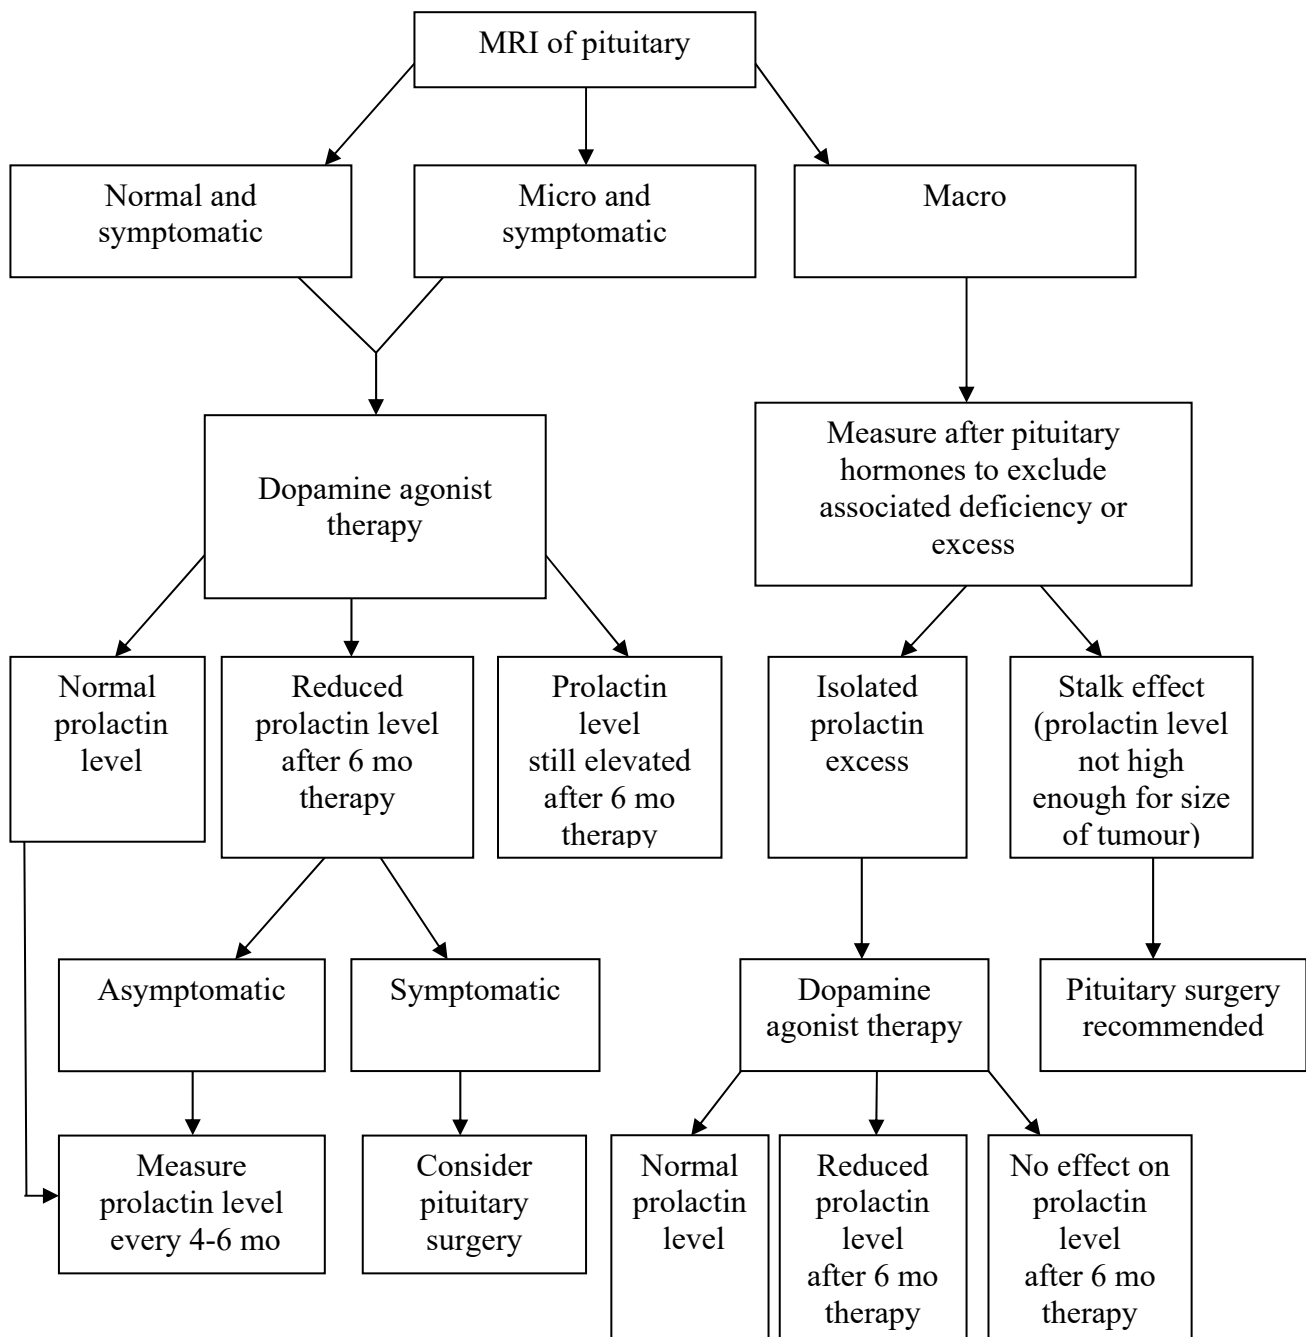 MRI of pituitary
Normal and
symptomatic
Micro and
symptomatic
Macro
Dopamine agonist
therapy
Measure after pituitary
hormones to exclude
associated deficiency or
excess
Normal
prolactin
level
Reduced
prolactin level
after 6 mo
therapy
Prolactin
level
still elevated
after 6 mo
therapy
Isolated
prolactin
excess
Stalk effect
(prolactin level
not high
enough for size
of tumour)
Asymptomatic
Symptomatic
Dopamine
agonist therapy
Pituitary surgery
recommended
Measure
prolactin level
every 4-6 mo
Consider
pituitary
surgery
Normal
prolactin
level
Reduced
prolactin
level
after 6 mo
therapy
No effect on
prolactin
level
after 6 mo
therapy